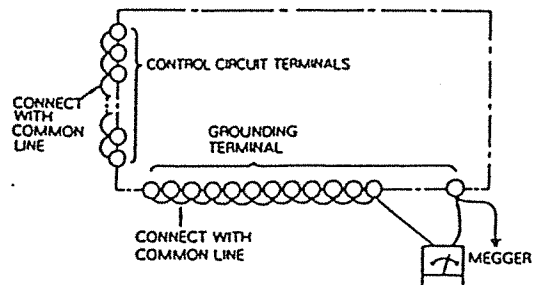 CONTROL CIRCUIT TERMINALS
CONNECT
WITH
COMMON
LINE
GROUNDING
TERMINAL
CONNECT WITH
COMMON LINE
MEGGER